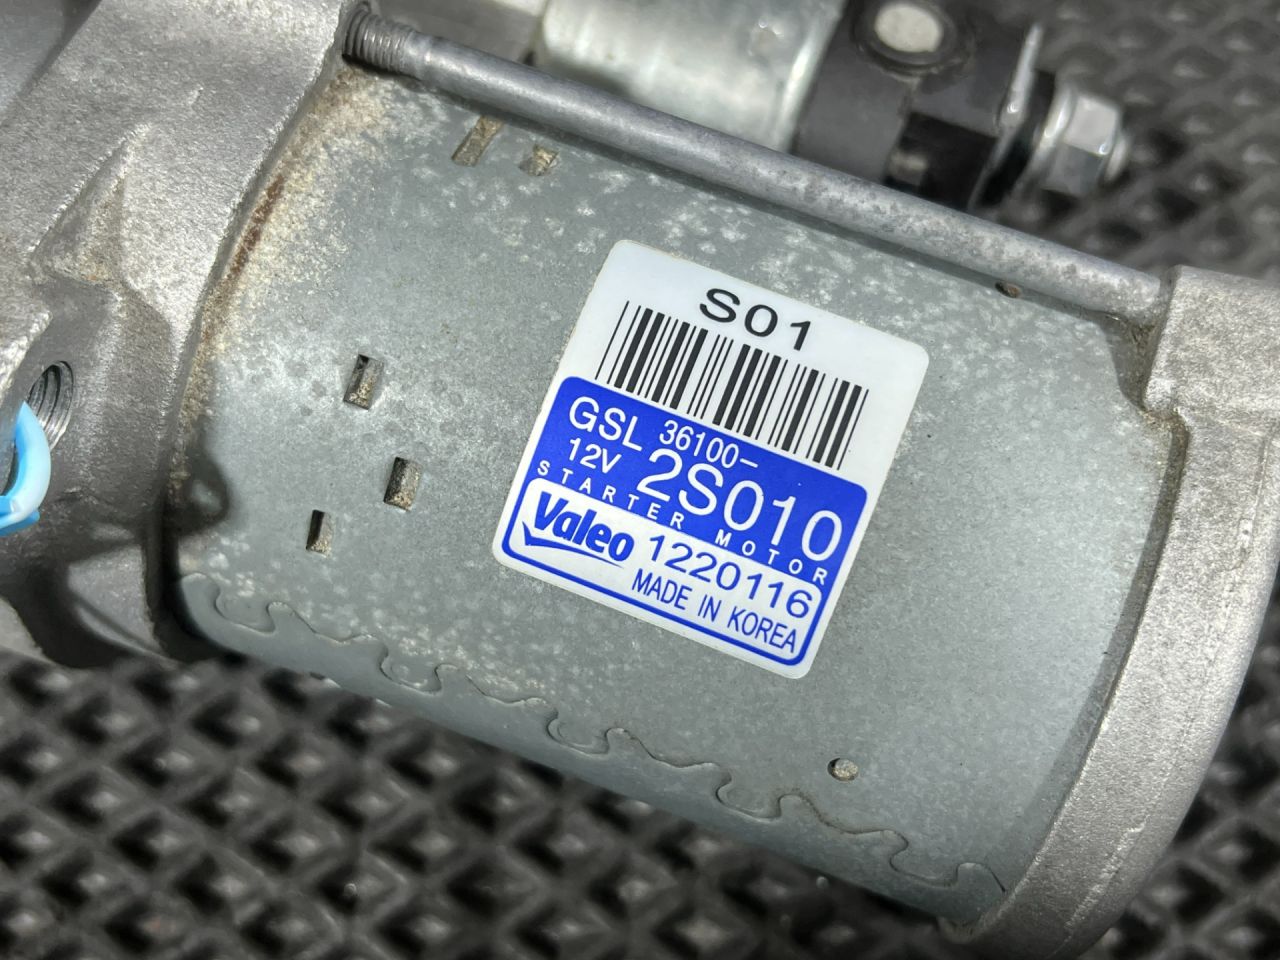 S01
GSL 36100-
12V 2S010
STARTER MOTOR
Valeo 1220116
MADE IN KOREA